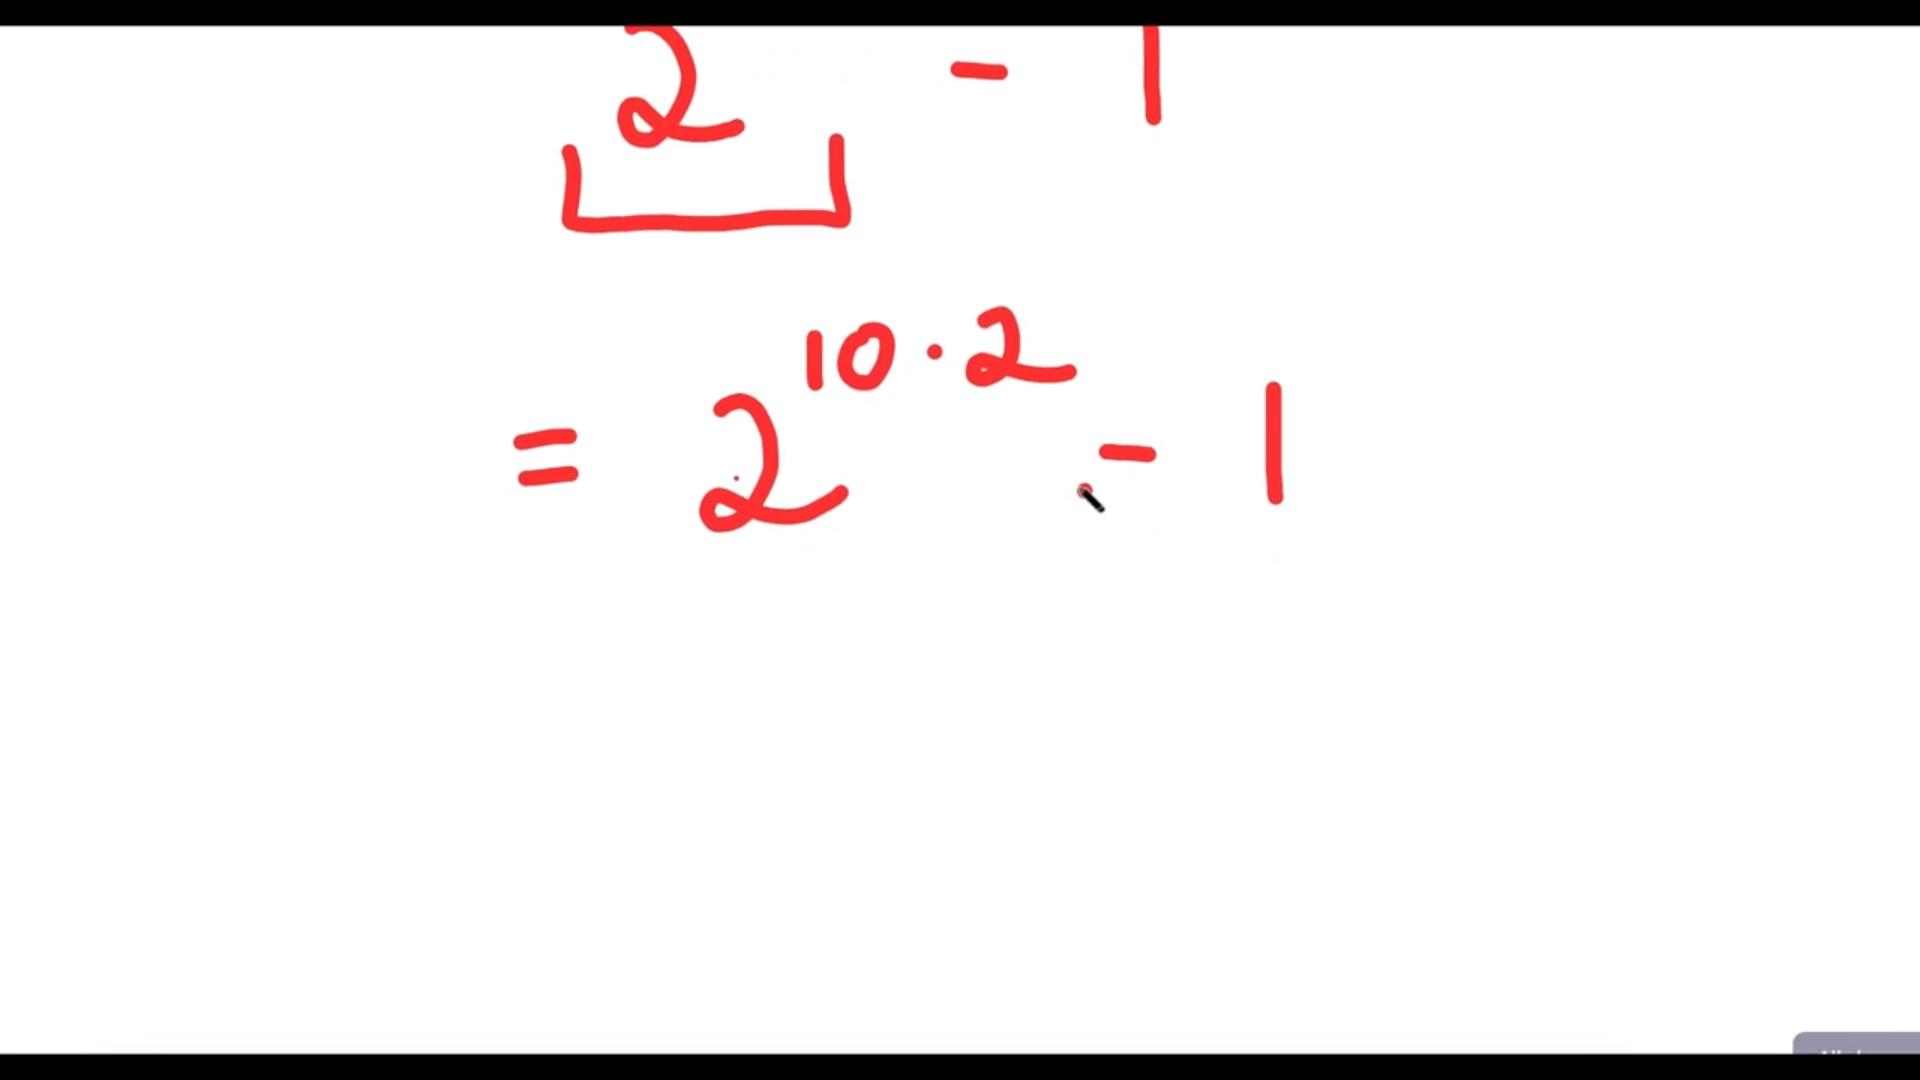 2 - 1
= 2^{10·2} - 1